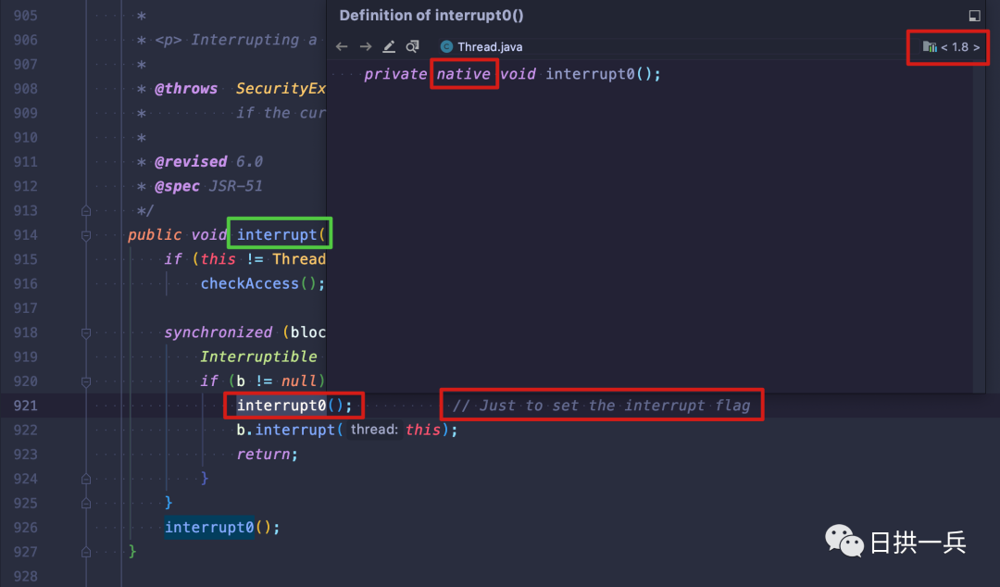 905 *
906 * <p> Interrupting a
907 *
908 * @throws SecurityEx
909 * if the cur
910 *
911 * @revised 6.0
912 * @spec JSR-51
913 */
914 public void interrupt(
915 if (this != Thread
916 checkAccess();
917
918 synchronized (bloc
919 Interruptible
920 if (b != null)
921 interrupt0(); // Just to set the interrupt flag
922 b.interrupt( thread: this);
923 return;
924 }
925 }
926 interrupt0();
927 }
928
Definition of interrupt0()
C Thread.java < 1.8 >
private native void interrupt0();
日拱一兵